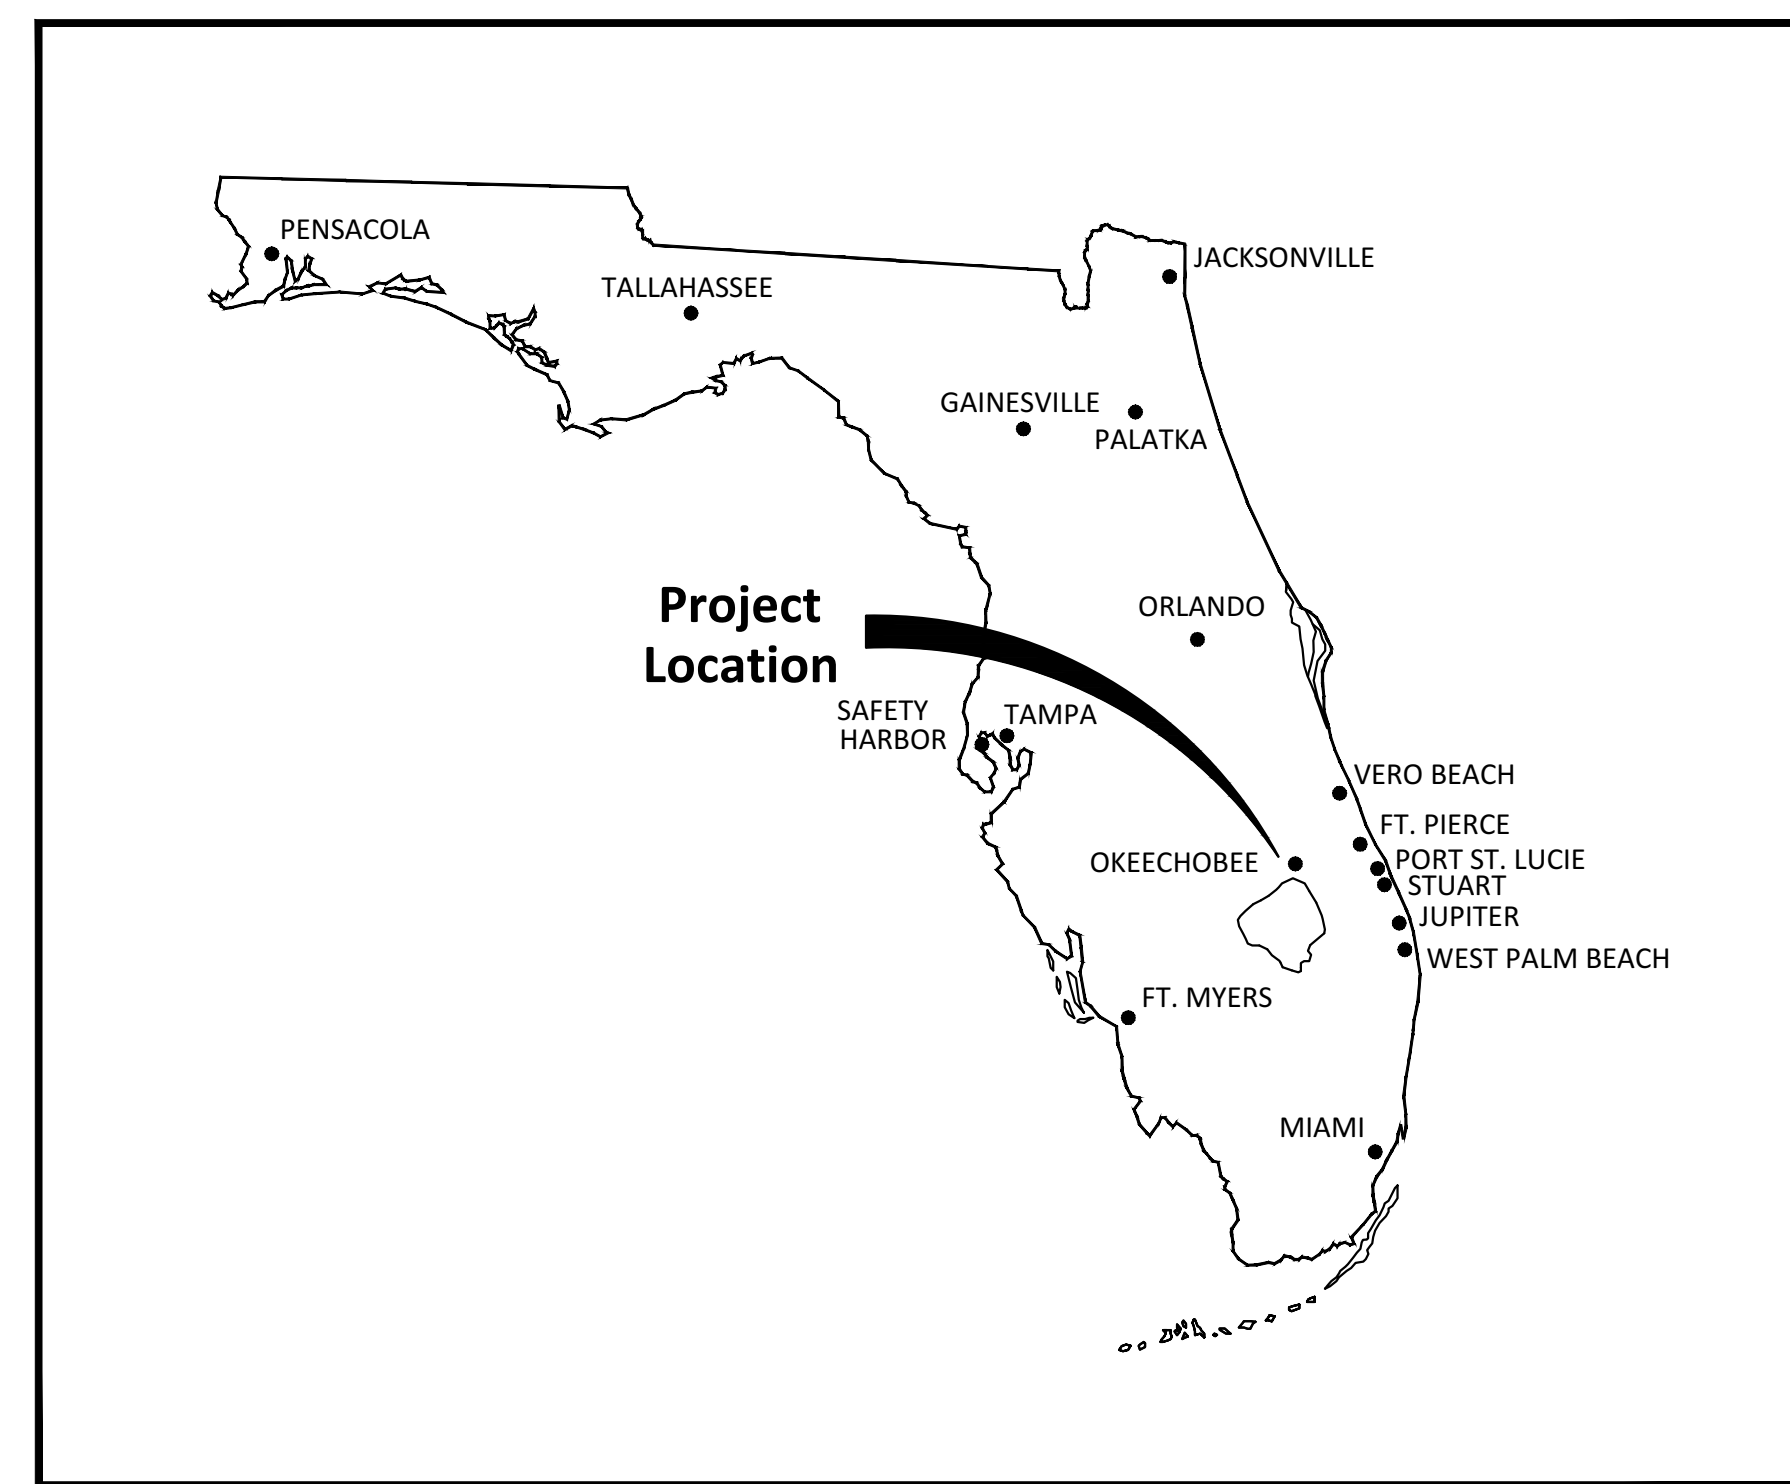 PENSACOLA
JACKSONVILLE
TALLAHASSEE
GAINESVILLE
PALATKA
Project
Location
ORLANDO
SAFETY
HARBOR
TAMPA
VERO BEACH
FT. PIERCE
OKEECHOBEE
PORT ST. LUCIE
STUART
JUPITER
WEST PALM BEACH
FT. MYERS
MIAMI